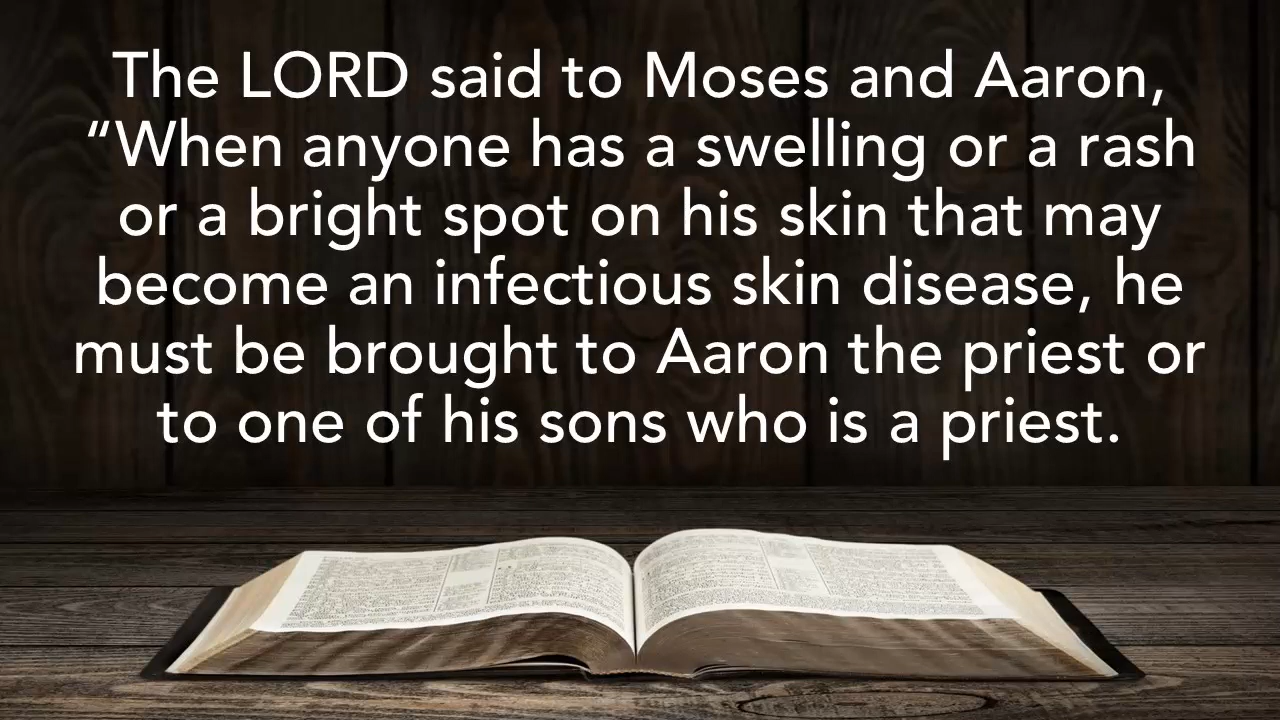 The LORD said to Moses and Aaron,
“When anyone has a swelling or a rash
or a bright spot on his skin that may
become an infectious skin disease, he
must be brought to Aaron the priest or
to one of his sons who is a priest.